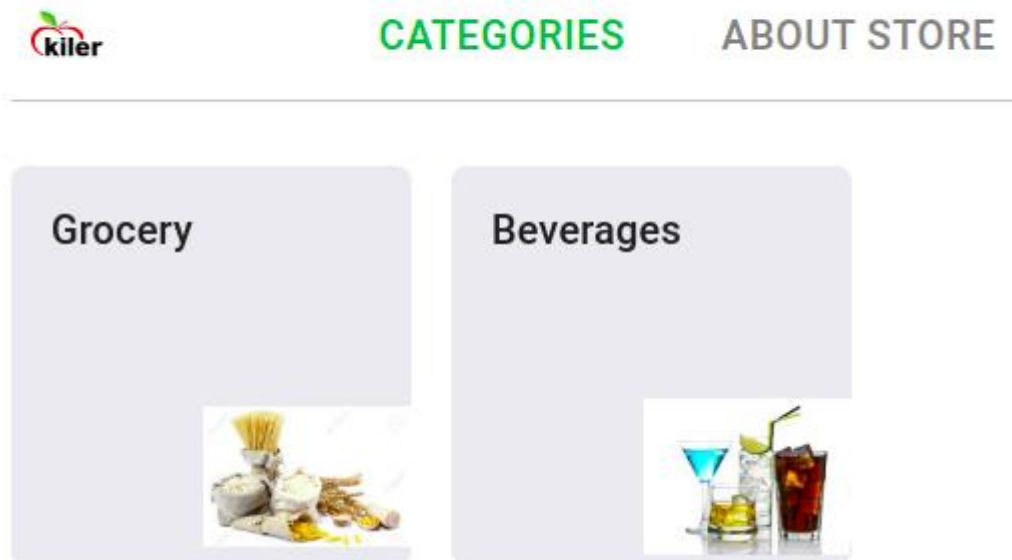 kiler
CATEGORIES
ABOUT STORE
Grocery
Beverages